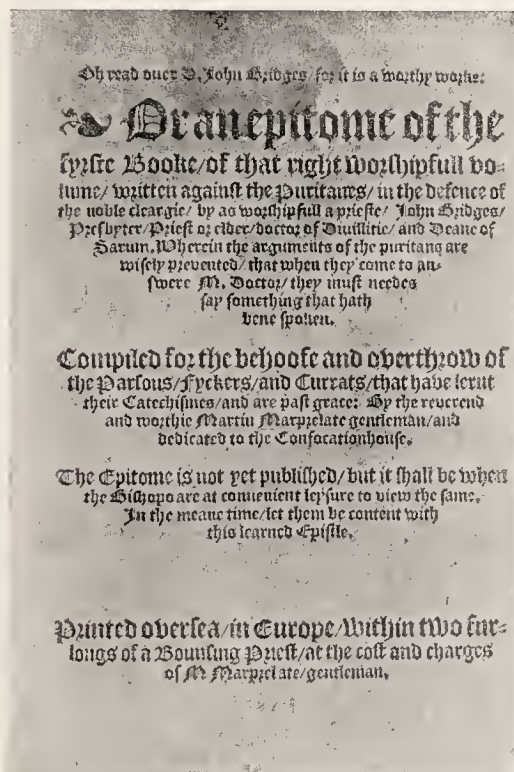 Oh read ouer D. John Bridges/for it is a worthy worke:
Or an epitome of the
fyrste Booke/of that right worshipfull vo=
lume/written against the Puritanes/in the defence of
the noble cleargie/by as worshipfull a prieste/John Bridges/
Presbyter/Priest or elder/doctor of Diuillitie/and Deane of
Sarum. Wherein the arguments of the puritans are
wisely preuented/that when they come to an=
swere M. Doctor/they must needes
say something that hath
bene spoken.
Compiled for the behoofe and overthrow of
the Parsons/Fyckers/and Currats/that have lernt
their Catechismes/and are past grace: By the reverend
and worthie Martin Marprelate gentleman/and
dedicated to the Confocationhouse.
The Epitome is not yet published/but it shall be when
the Bishops are at conuenient leysure to view the same.
In the meane time/let them be content with
this learned Epistle.
Printed oversea/in Europe/within two fur=
longs of a Bounsing Priest/at the cost and charges
of M. Marprelate/gentleman.